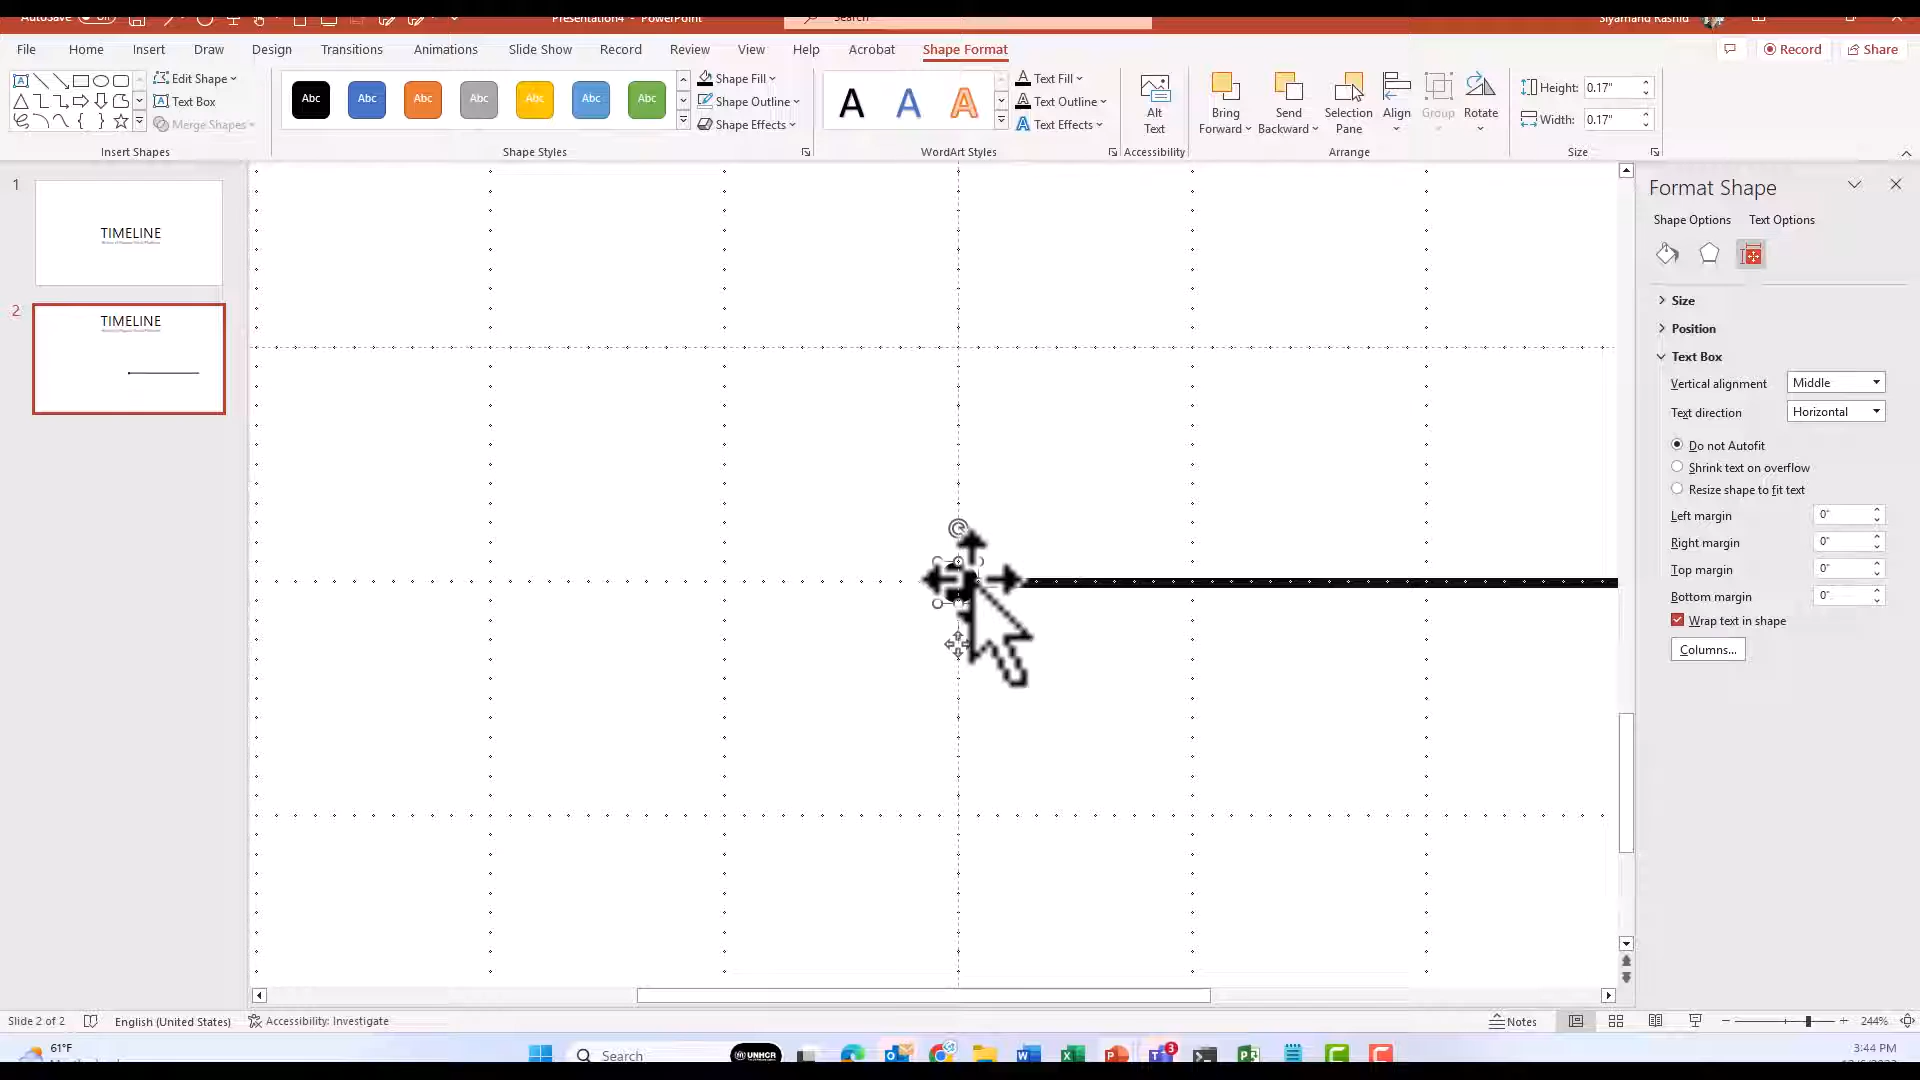 AutoSave
Presentation4 - PowerPoint
Search
Siyamand Rashid
File Home Insert Draw Design Transitions Animations Slide Show Record Review View Help Acrobat Shape Format
Record Share
Edit Shape
Text Box
Merge Shapes
Insert Shapes
Abc Abc Abc Abc Abc Abc Abc
Shape Fill
Shape Outline
Shape Effects
Shape Styles
A A A
Text Fill
Text Outline
Text Effects
WordArt Styles
Alt Text
Accessibility
Bring Forward
Send Backward
Selection Pane
Align
Group
Rotate
Arrange
Height: 0.17"
Width: 0.17"
Size
1
TIMELINE
2
TIMELINE
Format Shape
Shape Options Text Options
Size
Position
Text Box
Vertical alignment Middle
Text direction Horizontal
Do not Autofit
Shrink text on overflow
Resize shape to fit text
Left margin 0"
Right margin 0"
Top margin 0"
Bottom margin 0"
Wrap text in shape
Columns...
Slide 2 of 2 English (United States) Accessibility: Investigate
Notes
244%
61°F
Search
UNHCR
3
3:44 PM